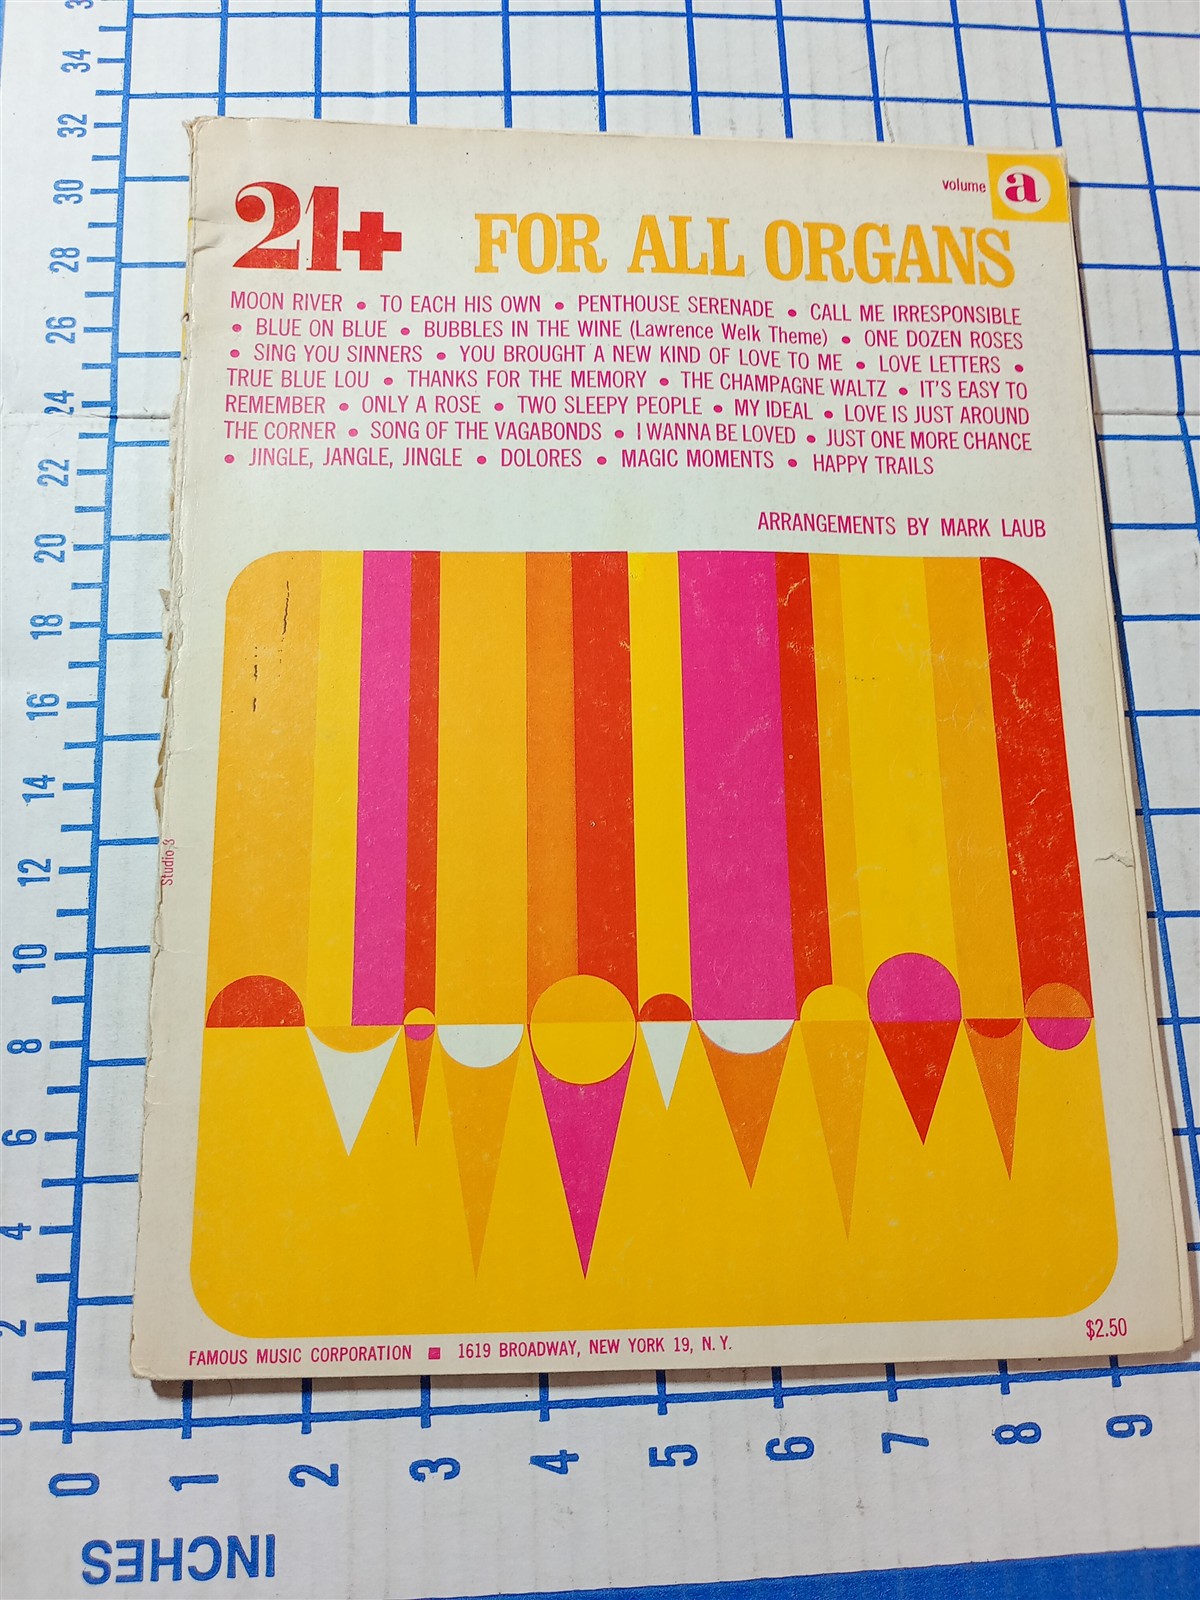 volume a
21+ FOR ALL ORGANS
MOON RIVER • TO EACH HIS OWN • PENTHOUSE SERENADE • CALL ME IRRESPONSIBLE
• BLUE ON BLUE • BUBBLES IN THE WINE (Lawrence Welk Theme) • ONE DOZEN ROSES
• SING YOU SINNERS • YOU BROUGHT A NEW KIND OF LOVE TO ME • LOVE LETTERS •
TRUE BLUE LOU • THANKS FOR THE MEMORY • THE CHAMPAGNE WALTZ • IT'S EASY TO
REMEMBER • ONLY A ROSE • TWO SLEEPY PEOPLE • MY IDEAL • LOVE IS JUST AROUND
THE CORNER • SONG OF THE VAGABONDS • I WANNA BE LOVED • JUST ONE MORE CHANCE
• JINGLE, JANGLE, JINGLE • DOLORES • MAGIC MOMENTS • HAPPY TRAILS
ARRANGEMENTS BY MARK LAUB
Studio 3
$2.50
FAMOUS MUSIC CORPORATION ■ 1619 BROADWAY, NEW YORK 19, N.Y.
34
32
30
28
26
24
22
20
18
16
14
12
10
8
6
4
2
0
0 1 2 3 4 5 6 7 8 9
INCHES